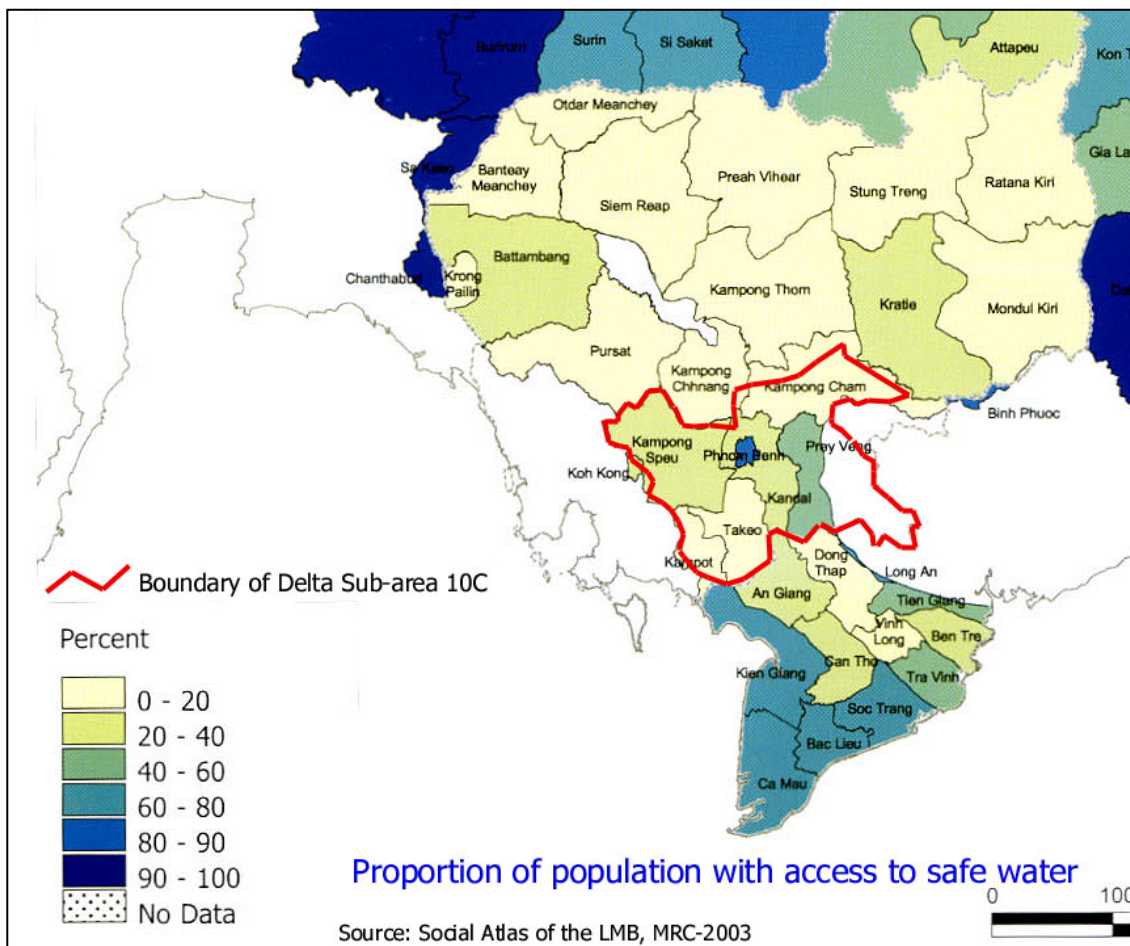 Burirum
Surin
Si Saket
Attapeu
Kon T
Otdar Meanchey
Gia La
Sa Kaeo
Banteay
Meanchey
Preah Vihear
Stung Treng
Ratana Kiri
Siem Reap
Battambang
Chanthaburi
Krong
Pailin
Kampong Thom
Kratie
Mondul Kiri
Da
Pursat
Kampong
Chhnang
Kampong Cham
Binh Phuoc
Kampong
Speu
Phnom Penh
Prey Veng
Koh Kong
Kandal
Takeo
Kampot
Dong
Thap
Long An
Boundary of Delta Sub-area 10C
An Giang
Tien Giang
Vinh
Long
Ben Tre
Can Tho
Kien Giang
Tra Vinh
Soc Trang
Bac Lieu
Ca Mau
Percent
0 - 20
20 - 40
40 - 60
60 - 80
80 - 90
90 - 100
No Data
Proportion of population with access to safe water
0 100
Source: Social Atlas of the LMB, MRC-2003